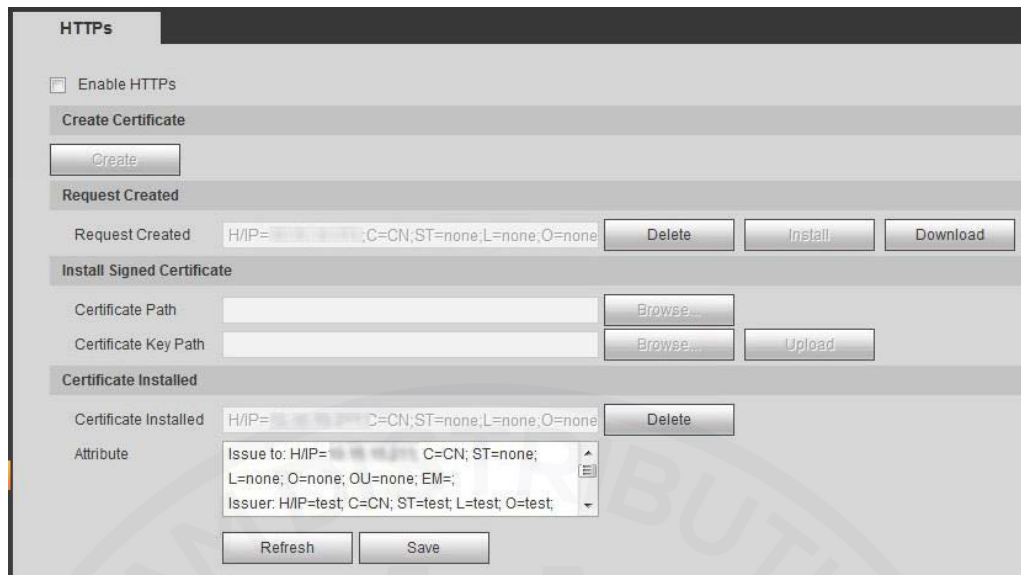 HTTPs
Enable HTTPs
Create Certificate
Create
Request Created
Request Created H/IP= ;C=CN;ST=none;L=none;O=none Delete Install Download
Install Signed Certificate
Certificate Path Browse...
Certificate Key Path Browse... Upload
Certificate Installed
Certificate Installed H/IP= C=CN;ST=none;L=none;O=none Delete
Attribute Issue to: H/IP= C=CN; ST=none;
L=none; O=none; OU=none; EM=;
Issuer: H/IP=test; C=CN; ST=test; L=test; O=test;
Refresh Save